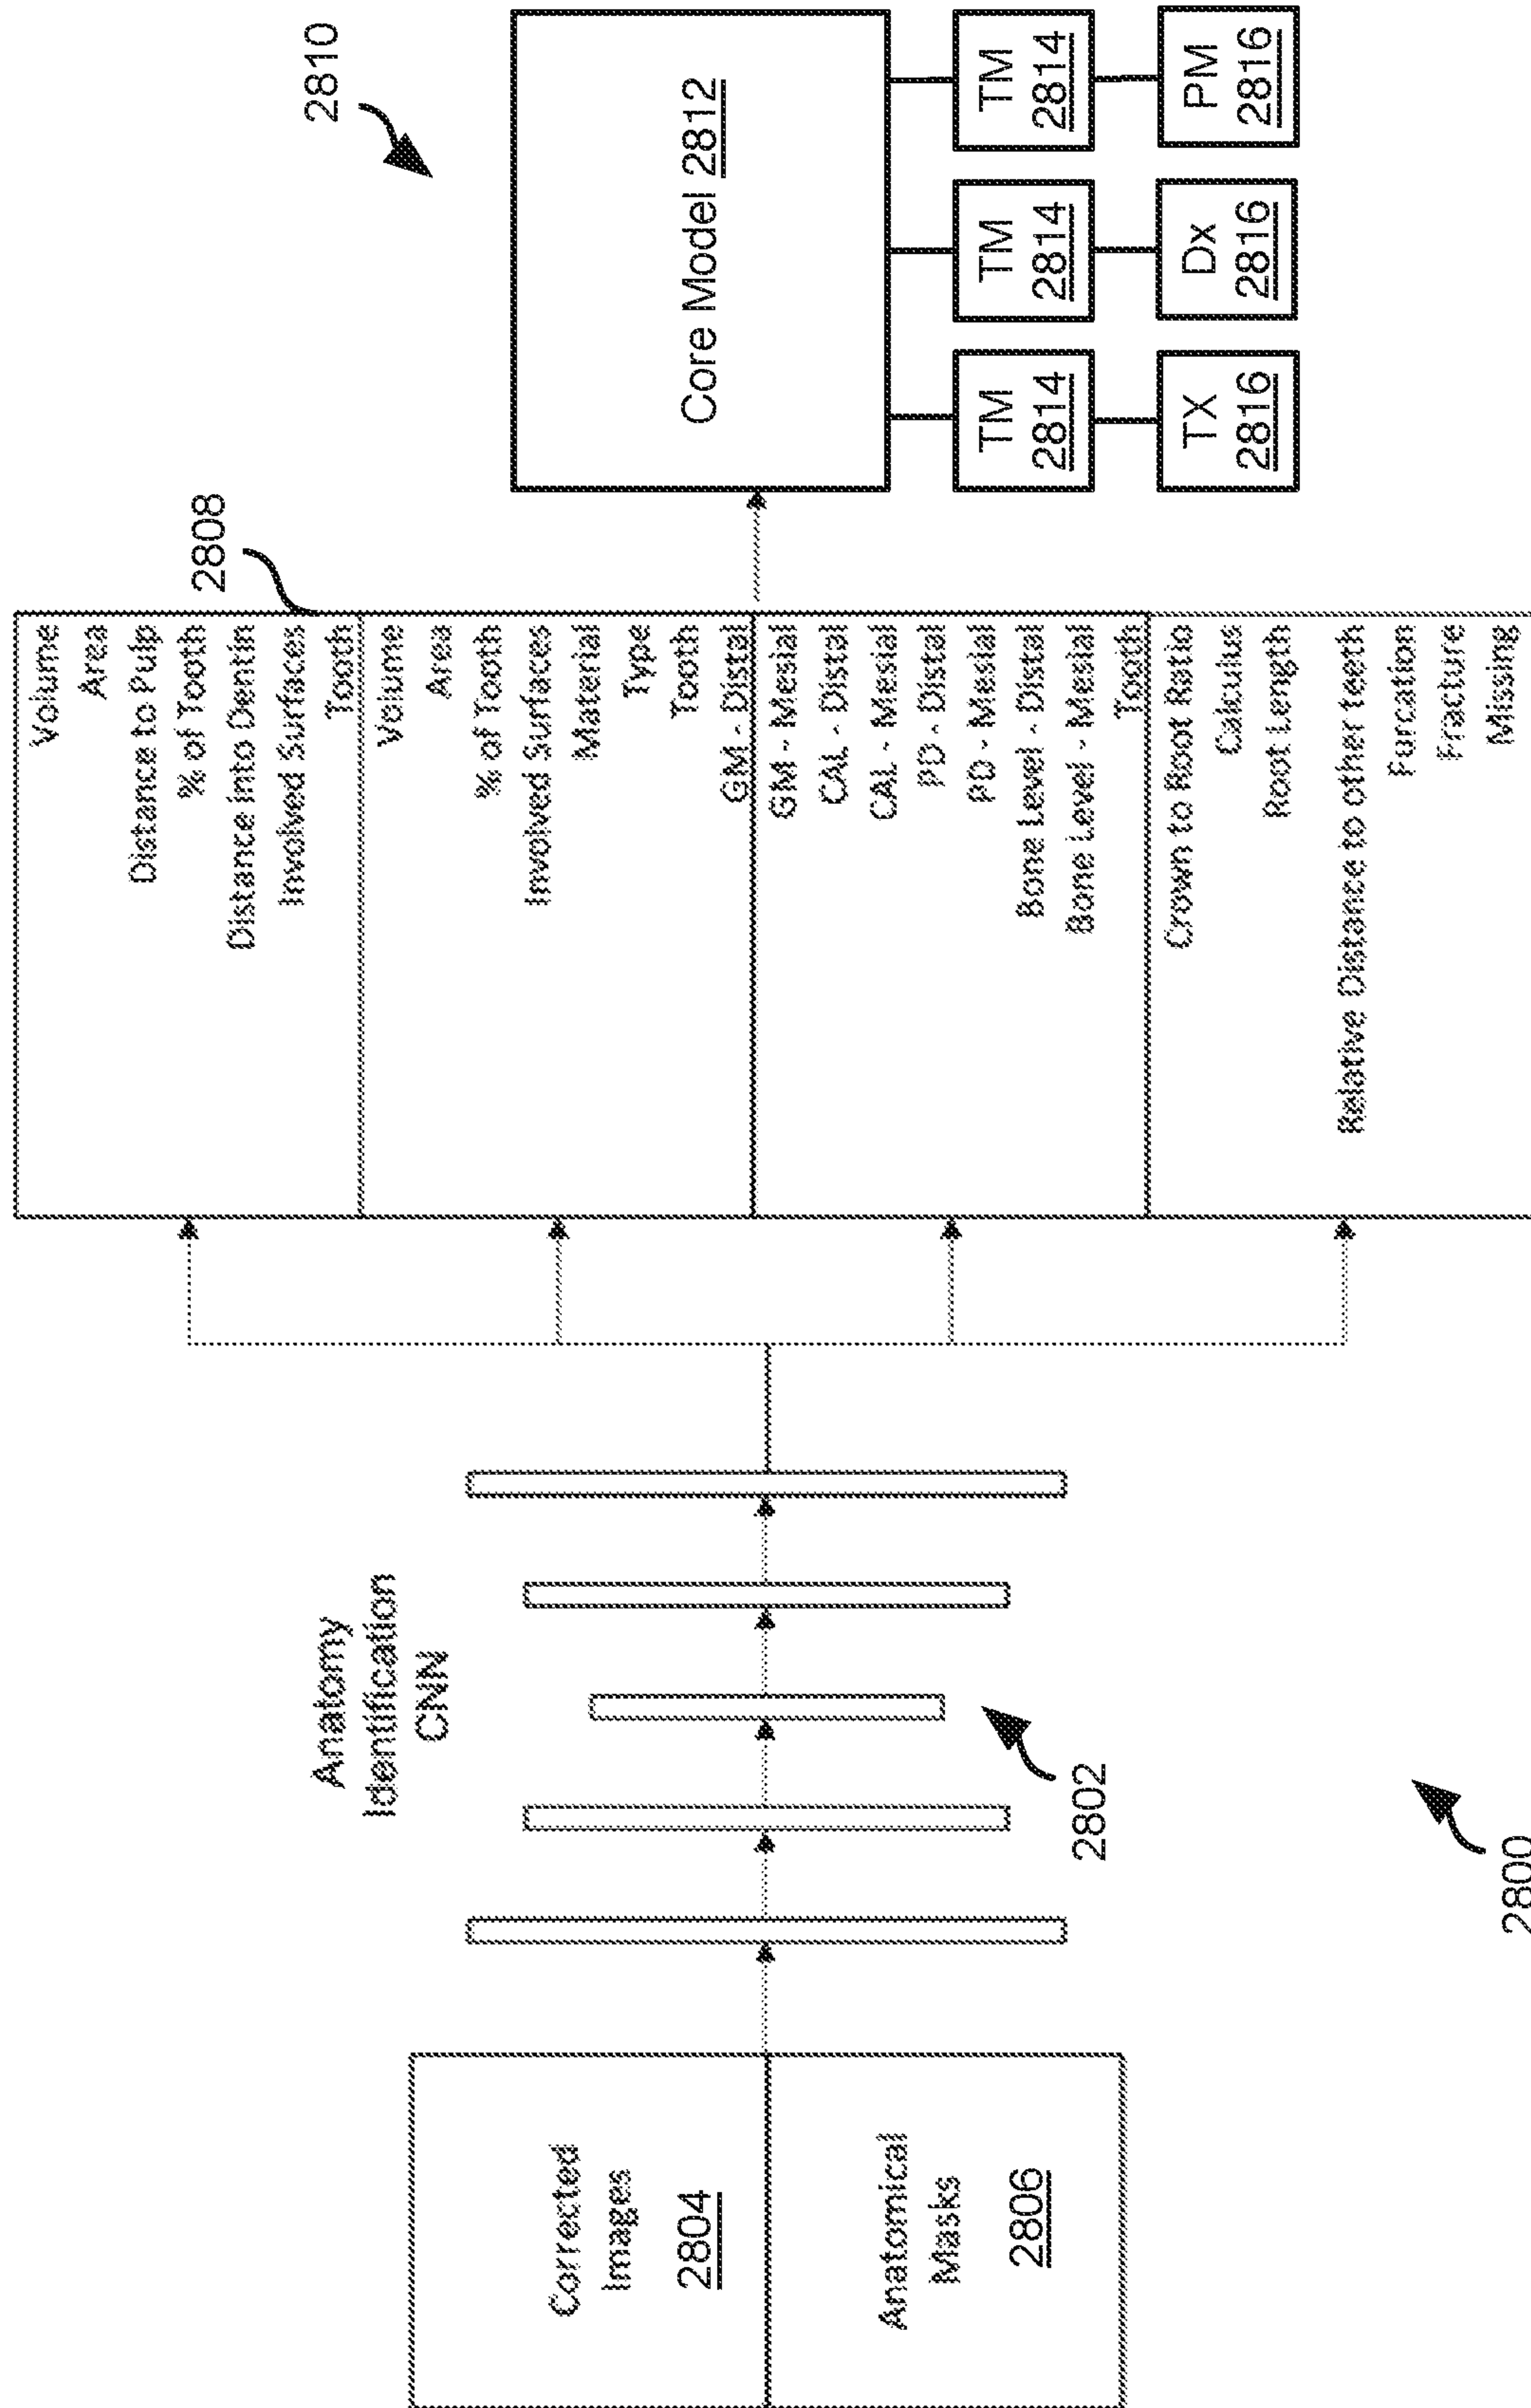 Corrected
Images
2804
Anatomical
Masks
2806
Anatomy
Identification
CNN
2802
2800
2808
Volume
Area
Distance to Pulp
% of Tooth
Distance into Dentin
Involved Surfaces
Tooth
Volume
Area
% of Tooth
Involved Surfaces
Material
Type
Tooth
GM - Distal
GM - Mesial
CAL - Distal
CAL - Mesial
PD - Distal
PD - Mesial
Bone Level - Distal
Bone Level - Mesial
Tooth
Crown to Root Ratio
Calculus
Root Length
Relative Distance to other teeth
Furcation
Fracture
Missing
2810
Core Model 2812
TM
2814
TM
2814
TM
2814
TX
2816
Dx
2816
PM
2816